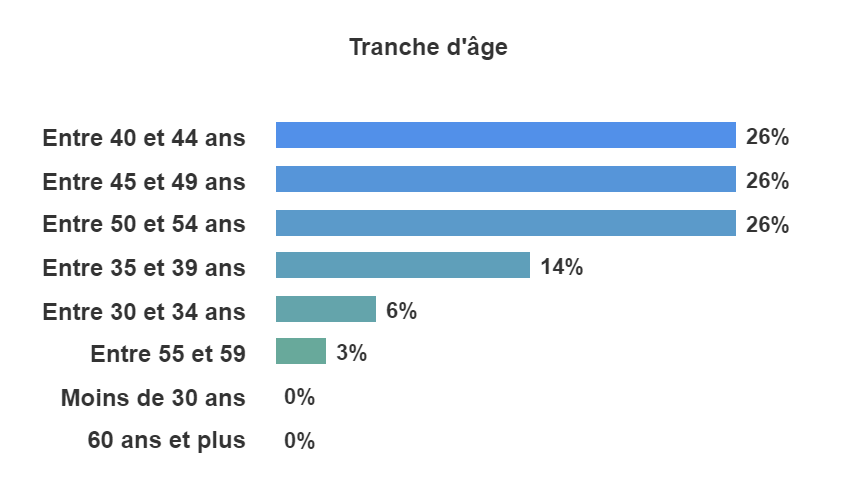 Tranche d'âge
Entre 40 et 44 ans 26%
Entre 45 et 49 ans 26%
Entre 50 et 54 ans 26%
Entre 35 et 39 ans 14%
Entre 30 et 34 ans 6%
Entre 55 et 59 3%
Moins de 30 ans 0%
60 ans et plus 0%